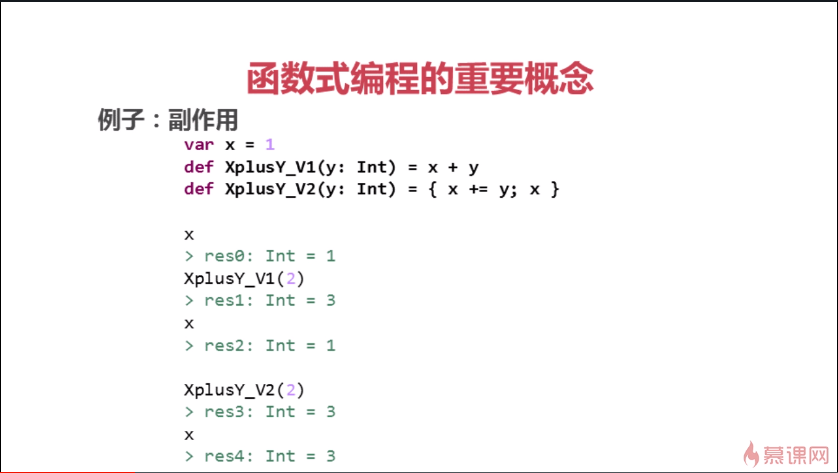 函数式编程的重要概念
例子：副作用
var x = 1
def XplusY_V1(y: Int) = x + y
def XplusY_V2(y: Int) = { x += y; x }
x
> res0: Int = 1
XplusY_V1(2)
> res1: Int = 3
x
> res2: Int = 1
XplusY_V2(2)
> res3: Int = 3
x
> res4: Int = 3
慕课网